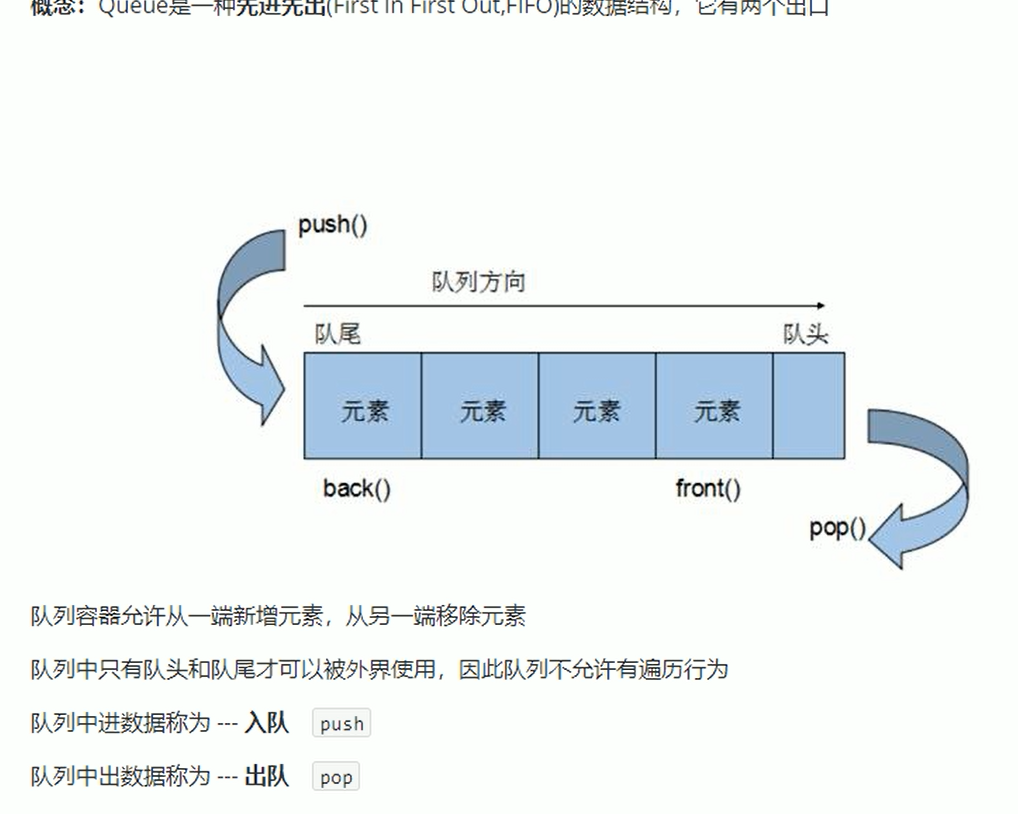 概念：Queue是一种先进先出(First In First Out,FIFO)的数据结构，它有两个出口
push()
队列方向
队尾 队头
元素 元素 元素 元素
back() front()
pop()
队列容器允许从一端新增元素，从另一端移除元素
队列中只有队头和队尾才可以被外界使用，因此队列不允许有遍历行为
队列中进数据称为 --- 入队 push
队列中出数据称为 --- 出队 pop